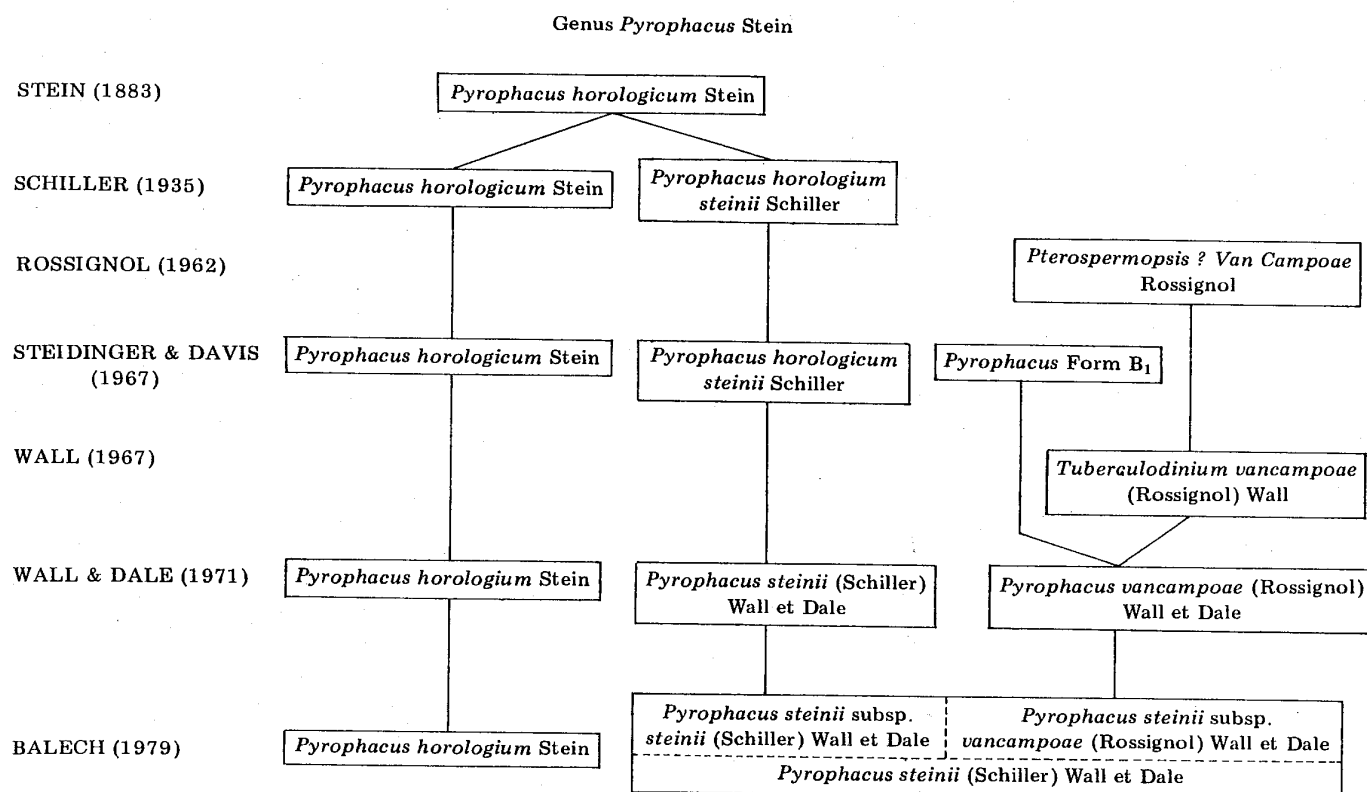 Genus Pyrophacus Stein
STEIN (1883)
Pyrophacus horologicum Stein
SCHILLER (1935)
Pyrophacus horologicum Stein
Pyrophacus horologium
steinii Schiller
ROSSIGNOL (1962)
Pterospermopsis ? Van Campoae
Rossignol
STEIDINGER & DAVIS
(1967)
Pyrophacus horologicum Stein
Pyrophacus horologicum
steinii Schiller
Pyrophacus Form B₁
WALL (1967)
Tuberculodinium vancampoae
(Rossignol) Wall
WALL & DALE (1971)
Pyrophacus horologium Stein
Pyrophacus steinii (Schiller)
Wall et Dale
Pyrophacus vancampoae (Rossignol)
Wall et Dale
BALECH (1979)
Pyrophacus horologium Stein
Pyrophacus steinii subsp.
steinii (Schiller) Wall et Dale
Pyrophacus steinii subsp.
vancampoae (Rossignol) Wall et Dale
Pyrophacus steinii (Schiller) Wall et Dale